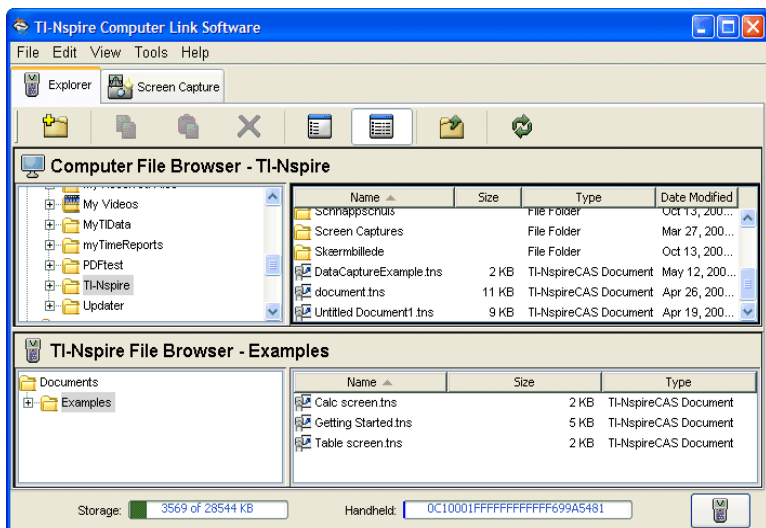 TI-Nspire Computer Link Software
File Edit View Tools Help
Explorer Screen Capture
Computer File Browser - TI-Nspire
My Videos
MyTIData
myTimeReports
PDFtest
TI-Nspire
Updater
Name Size Type Date Modified
Schnappschuß File Folder Oct 13, 200...
Screen Captures File Folder Mar 27, 200...
Skærmbillede File Folder Oct 13, 200...
DataCaptureExample.tns 2 KB TI-NspireCAS Document May 12, 200...
document.tns 11 KB TI-NspireCAS Document Apr 26, 200...
Untitled Document1.tns 9 KB TI-NspireCAS Document Apr 19, 200...
TI-Nspire File Browser - Examples
Documents
Examples
Name Size Type
Calc screen.tns 2 KB TI-NspireCAS Document
Getting Started.tns 5 KB TI-NspireCAS Document
Table screen.tns 2 KB TI-NspireCAS Document
Storage: 3569 of 28544 KB Handheld: 0C10001FFFFFFFFFFFF699A5481